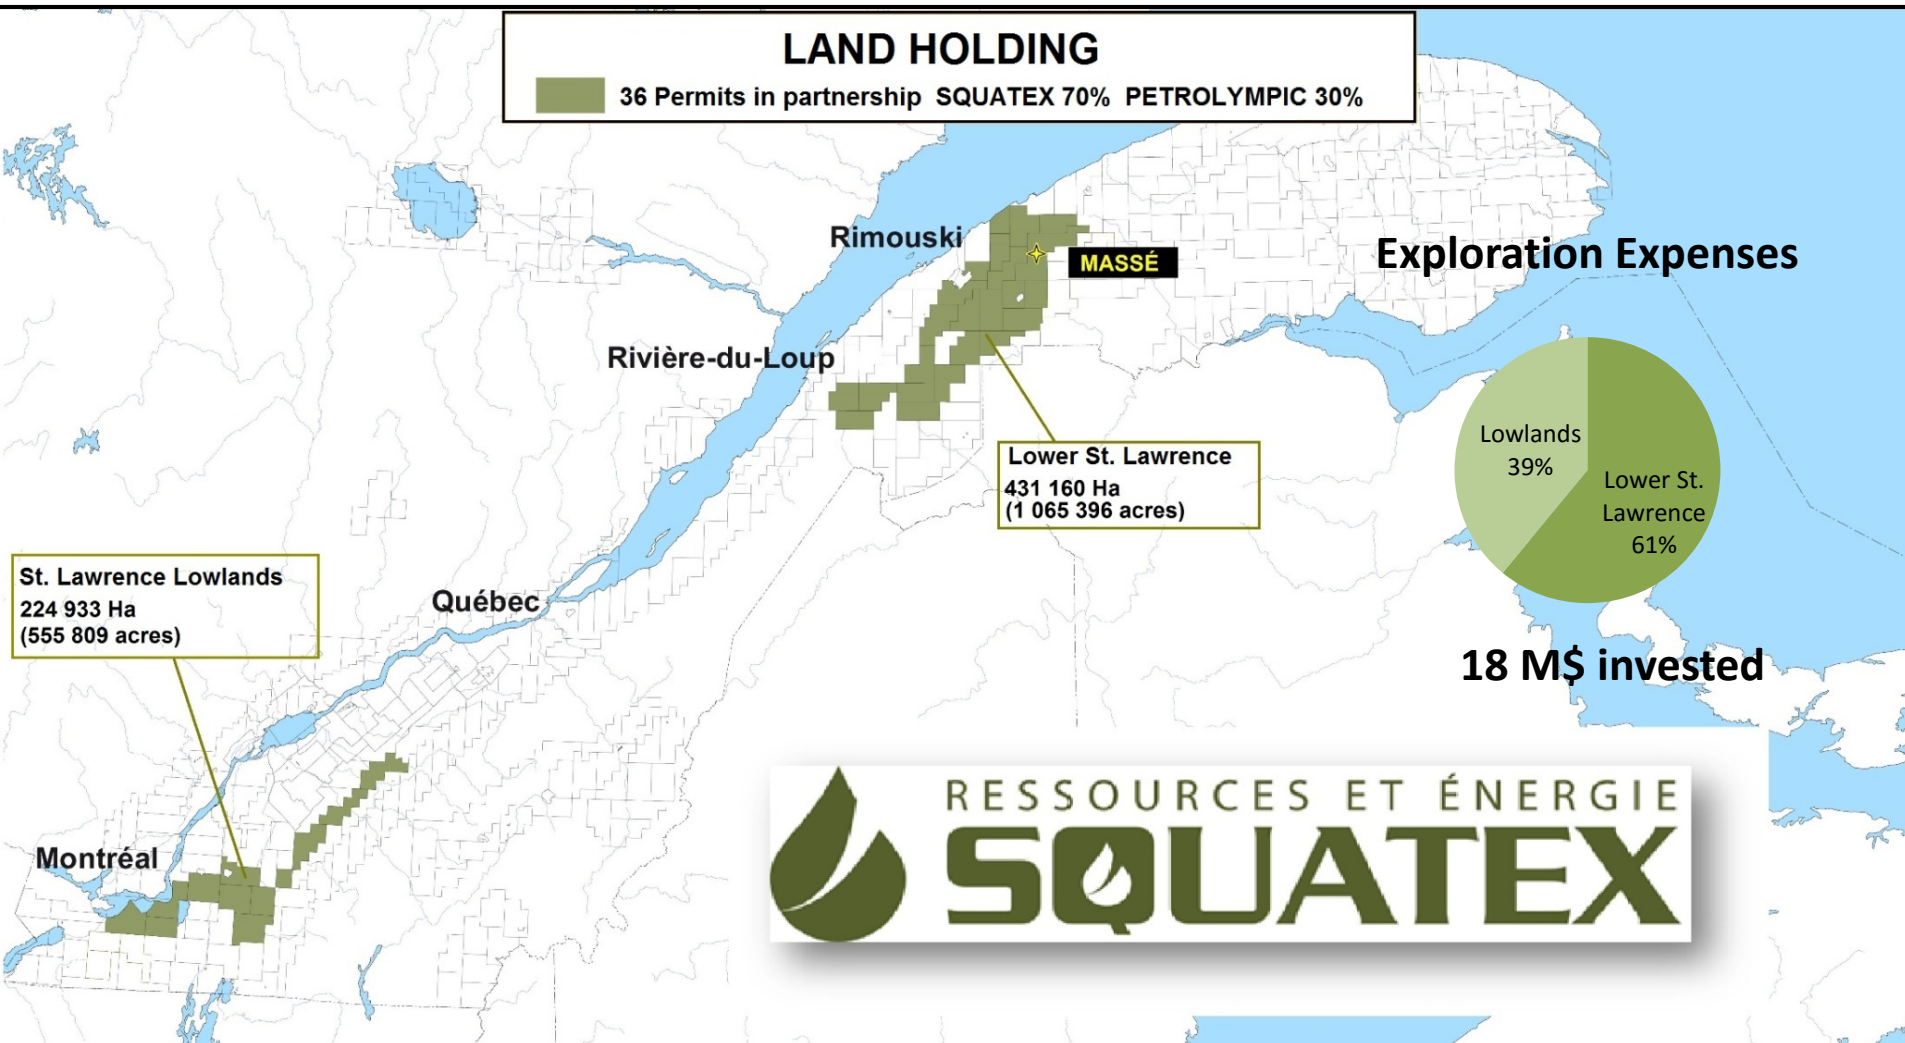 LAND HOLDING
36 Permits in partnership SQUATEX 70% PETROLYMPIC 30%
Rimouski
MASSÉ
Exploration Expenses
Rivière-du-Loup
Lowlands
39%
Lower St.
Lawrence
61%
Lower St. Lawrence
431 160 Ha
(1 065 396 acres)
St. Lawrence Lowlands
224 933 Ha
(555 809 acres)
Québec
18 M$ invested
Montréal
RESSOURCES ET ÉNERGIE
SQUATEX